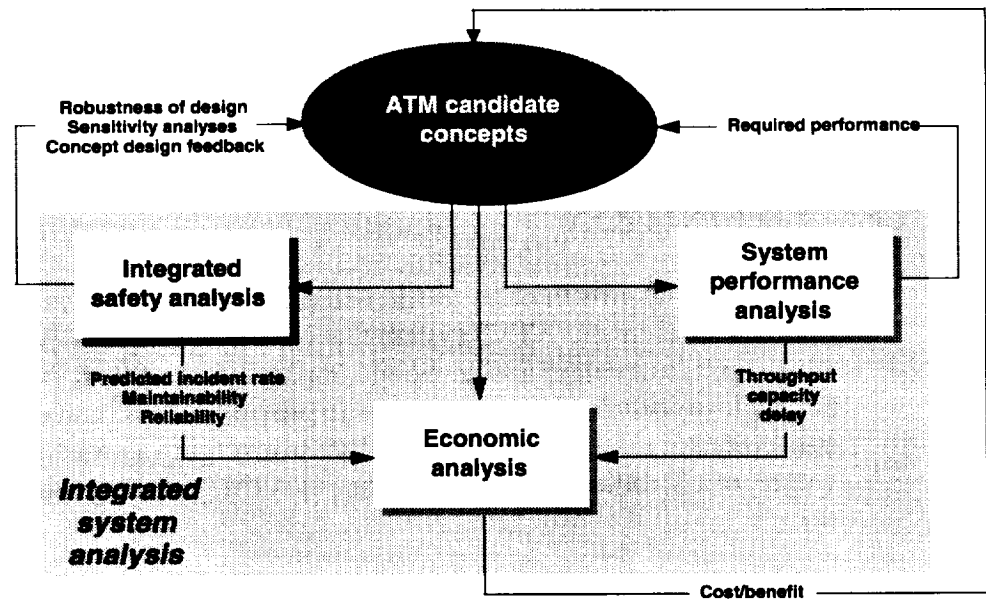 ATM candidate
concepts
Robustness of design
Sensitivity analyses
Concept design feedback
Required performance
Integrated
safety analysis
System
performance
analysis
Predicted incident rate
Maintainability
Reliability
Throughput
capacity
delay
Economic
analysis
Integrated
system
analysis
Cost/benefit